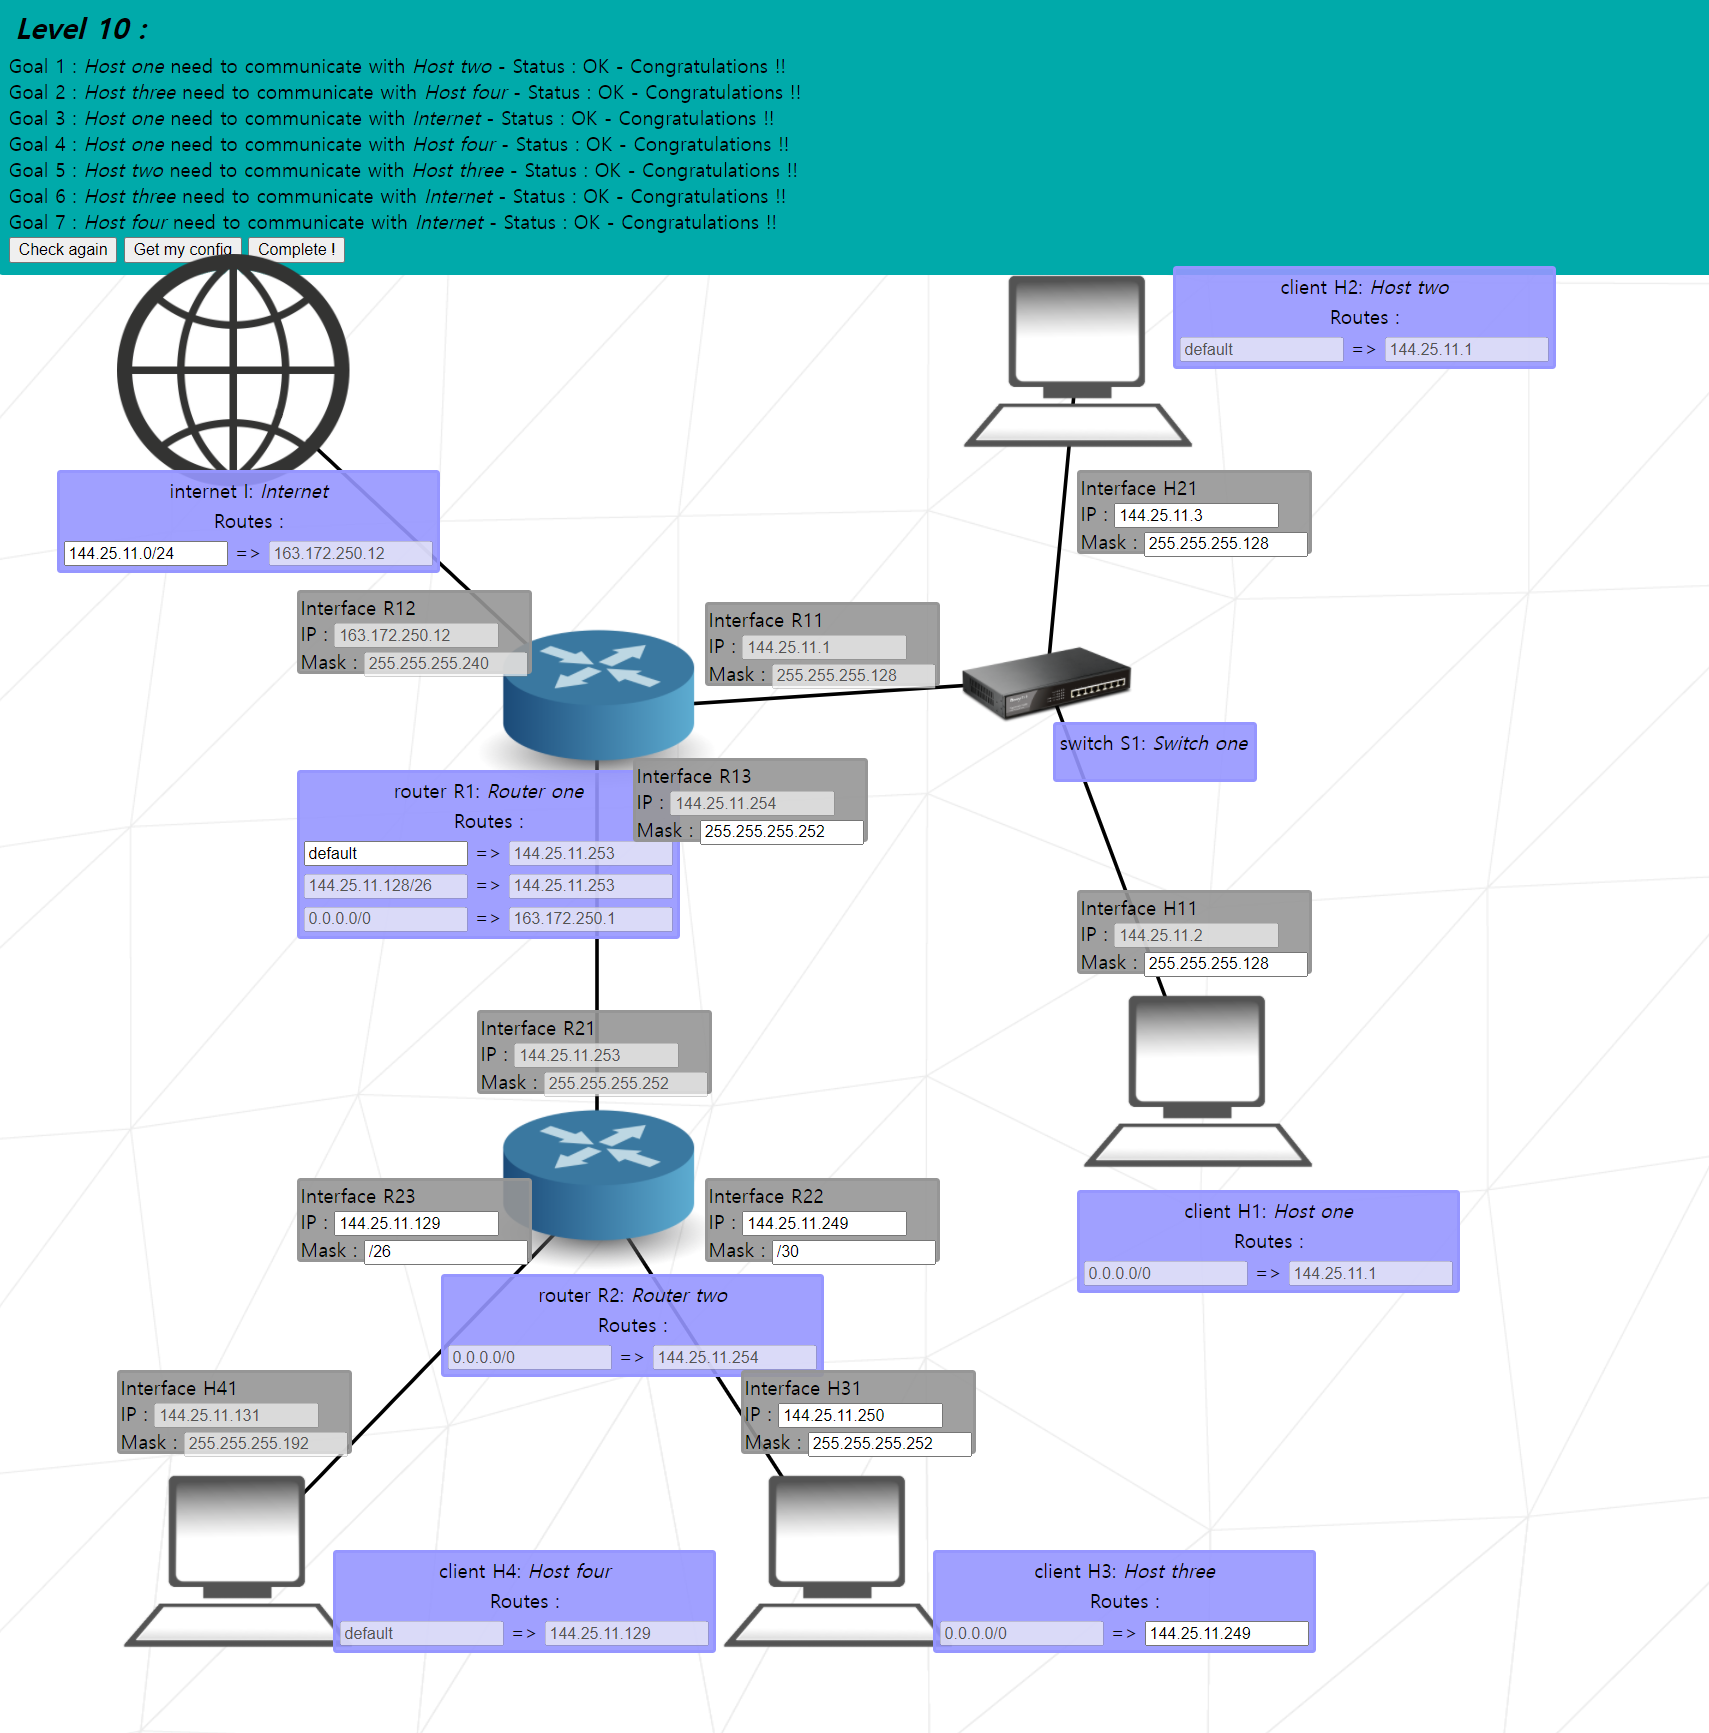 Level 10 :
Goal 1 : Host one need to communicate with Host two - Status : OK - Congratulations !!
Goal 2 : Host three need to communicate with Host four - Status : OK - Congratulations !!
Goal 3 : Host one need to communicate with Internet - Status : OK - Congratulations !!
Goal 4 : Host one need to communicate with Host four - Status : OK - Congratulations !!
Goal 5 : Host two need to communicate with Host three - Status : OK - Congratulations !!
Goal 6 : Host three need to communicate with Internet - Status : OK - Congratulations !!
Goal 7 : Host four need to communicate with Internet - Status : OK - Congratulations !!
Check again Get my config Complete !
client H2: Host two
Routes :
default => 144.25.11.1
internet I: Internet
Routes :
144.25.11.0/24 => 163.172.250.12
Interface H21
IP : 144.25.11.3
Mask : 255.255.255.128
Interface R12
IP : 163.172.250.12
Mask : 255.255.255.240
Interface R11
IP : 144.25.11.1
Mask : 255.255.255.128
switch S1: Switch one
Interface R13
IP : 144.25.11.254
Mask : 255.255.255.252
router R1: Router one
Routes :
default => 144.25.11.253
144.25.11.128/26 => 144.25.11.253
0.0.0.0/0 => 163.172.250.1
Interface H11
IP : 144.25.11.2
Mask : 255.255.255.128
Interface R21
IP : 144.25.11.253
Mask : 255.255.255.252
Interface R23
IP : 144.25.11.129
Mask : /26
Interface R22
IP : 144.25.11.249
Mask : /30
client H1: Host one
Routes :
0.0.0.0/0 => 144.25.11.1
router R2: Router two
Routes :
0.0.0.0/0 => 144.25.11.254
Interface H41
IP : 144.25.11.131
Mask : 255.255.255.192
Interface H31
IP : 144.25.11.250
Mask : 255.255.255.252
client H4: Host four
Routes :
default => 144.25.11.129
client H3: Host three
Routes :
0.0.0.0/0 => 144.25.11.249